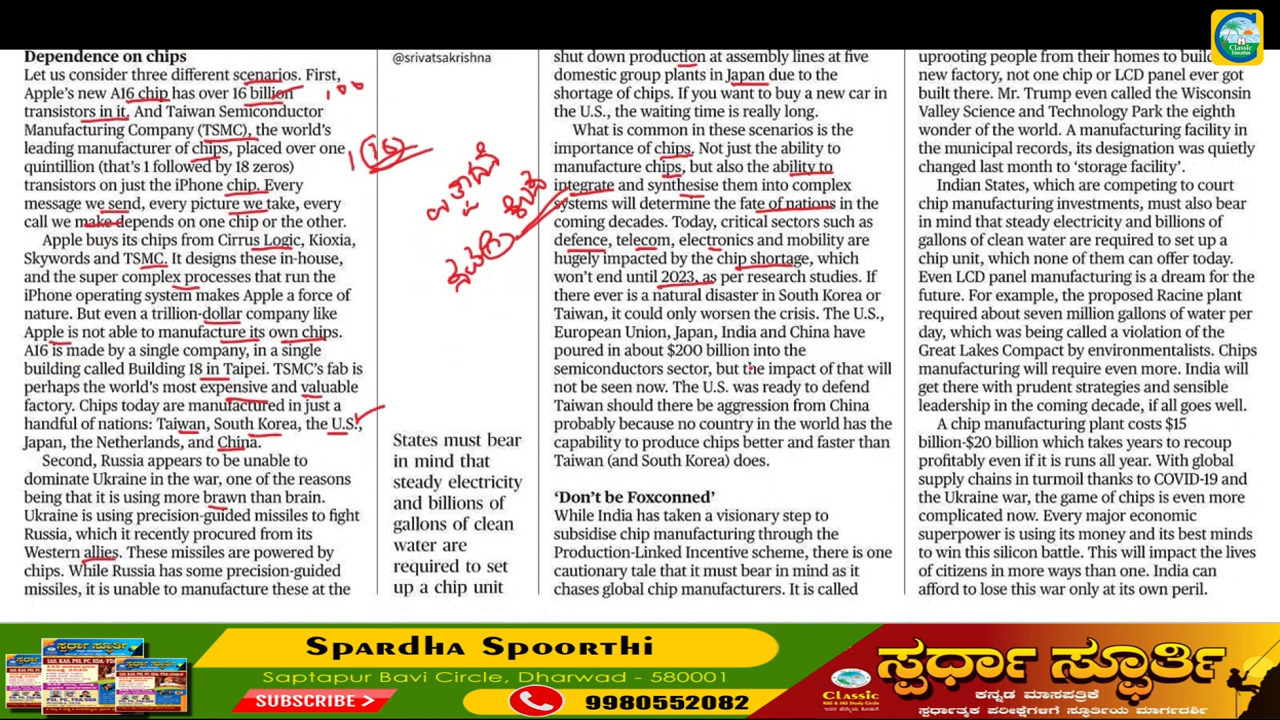 Dependence on chips
Let us consider three different scenarios. First,
Apple's new A16 chip has over 16 billion
transistors in it. And Taiwan Semiconductor
Manufacturing Company (TSMC), the world's
leading manufacturer of chips, placed over one
quintillion (that's 1 followed by 18 zeros)
transistors on just the iPhone chip. Every
message we send, every picture we take, every
call we make depends on one chip or the other.
Apple buys its chips from Cirrus Logic, Kioxia,
Skywords and TSMC. It designs these in-house,
and the super complex processes that run the
iPhone operating system makes Apple a force of
nature. But even a trillion-dollar company like
Apple is not able to manufacture its own chips.
A16 is made by a single company, in a single
building called Building 18 in Taipei. TSMC's fab is
perhaps the world's most expensive and valuable
factory. Chips today are manufactured in just a
handful of nations: Taiwan, South Korea, the U.S.,
Japan, the Netherlands, and China.
Second, Russia appears to be unable to
dominate Ukraine in the war, one of the reasons
being that it is using more brawn than brain.
Ukraine is using precision-guided missiles to fight
Russia, which it recently procured from its
Western allies. These missiles are powered by
chips. While Russia has some precision-guided
missiles, it is unable to manufacture these at the
@srivatsakrishna
States must bear
in mind that
steady electricity
and billions of
gallons of clean
water are
required to set
up a chip unit
shut down production at assembly lines at five
domestic group plants in Japan due to the
shortage of chips. If you want to buy a new car in
the U.S., the waiting time is really long.
What is common in these scenarios is the
importance of chips. Not just the ability to
manufacture chips, but also the ability to
integrate and synthesise them into complex
systems will determine the fate of nations in the
coming decades. Today, critical sectors such as
defence, telecom, electronics and mobility are
hugely impacted by the chip shortage, which
won't end until 2023, as per research studies. If
there ever is a natural disaster in South Korea or
Taiwan, it could only worsen the crisis. The U.S.,
European Union, Japan, India and China have
poured in about $200 billion into the
semiconductors sector, but the impact of that will
not be seen now. The U.S. was ready to defend
Taiwan should there be aggression from China
probably because no country in the world has the
capability to produce chips better and faster than
Taiwan (and South Korea) does.
'Don't be Foxconned'
While India has taken a visionary step to
subsidise chip manufacturing through the
Production-Linked Incentive scheme, there is one
cautionary tale that it must bear in mind as it
chases global chip manufacturers. It is called
uprooting people from their homes to build
new factory, not one chip or LCD panel ever got
built there. Mr. Trump even called the Wisconsin
Valley Science and Technology Park the eighth
wonder of the world. A manufacturing facility in
the municipal records, its designation was quietly
changed last month to 'storage facility'.
Indian States, which are competing to court
chip manufacturing investments, must also bear
in mind that steady electricity and billions of
gallons of clean water are required to set up a
chip unit, which none of them can offer today.
Even LCD panel manufacturing is a dream for the
future. For example, the proposed Racine plant
required about seven million gallons of water per
day, which was being called a violation of the
Great Lakes Compact by environmentalists. Chips
manufacturing will require even more. India will
get there with prudent strategies and sensible
leadership in the coming decade, if all goes well.
A chip manufacturing plant costs $15
billion-$20 billion which takes years to recoup
profitably even if it is runs all year. With global
supply chains in turmoil thanks to COVID-19 and
the Ukraine war, the game of chips is even more
complicated now. Every major economic
superpower is using its money and its best minds
to win this silicon battle. This will impact the lives
of citizens in more ways than one. India can
afford to lose this war only at its own peril.
Classic
Education
Spardha Spoorthi
Saptapur Bavi Circle, Dharwad - 580001
SUBSCRIBE
9980552082
Classic
KAS & IAS Study Circle
ಸ್ಪರ್ಧಾ ಸ್ಫೂರ್ತಿ
ಕನ್ನಡ ಮಾಸಪತ್ರಿಕೆ
ಸ್ಪರ್ಧಾತ್ಮಕ ಪರೀಕ್ಷೆಗಳಿಗೆ ಸ್ಫೂರ್ತಿಯ ಮಾರ್ಗದರ್ಶಿ